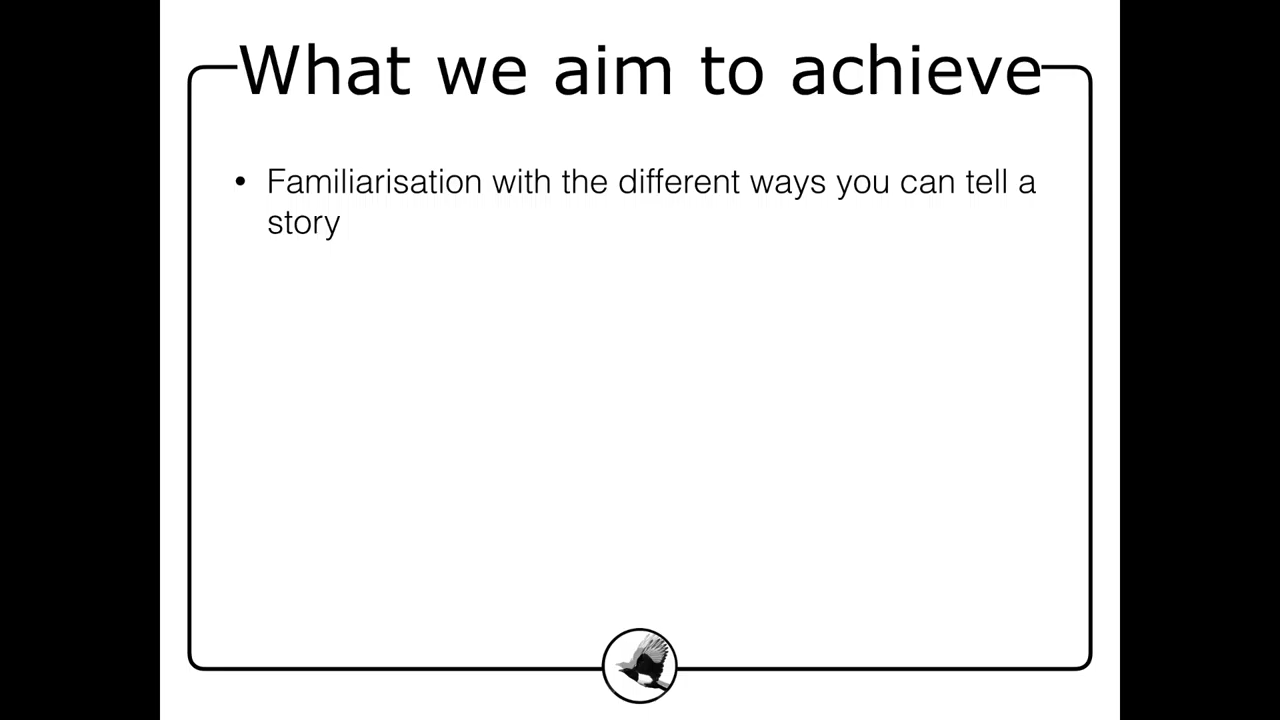 What we aim to achieve
• Familiarisation with the different ways you can tell a
story